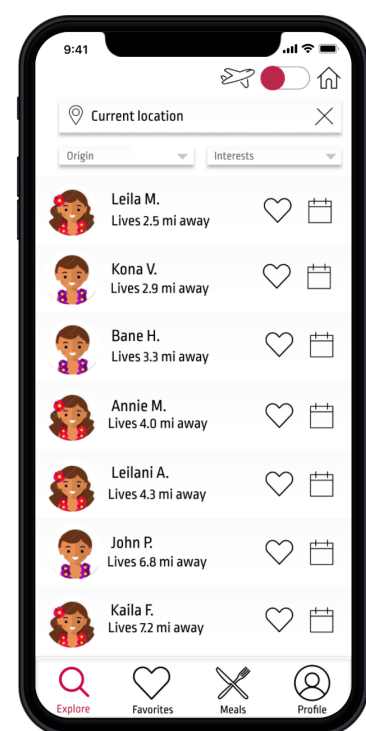 9:41
Current location
Origin
Interests
Leila M.
Lives 2.5 mi away
Kona V.
Lives 2.9 mi away
Bane H.
Lives 3.3 mi away
Annie M.
Lives 4.0 mi away
Leilani A.
Lives 4.3 mi away
John P.
Lives 6.8 mi away
Kaila F.
Lives 7.2 mi away
Explore
Favorites
Meals
Profile